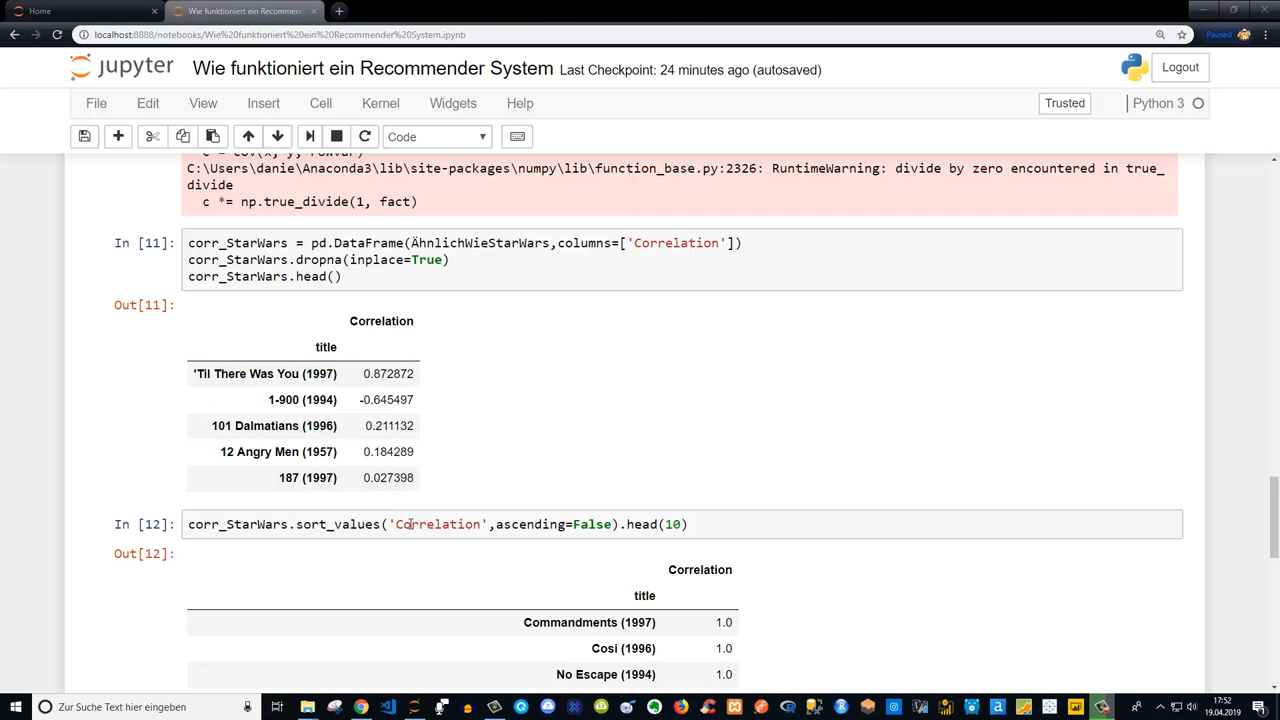 Home
Wie funktioniert ein Recommen
localhost:8888/notebooks/Wie%20funktioniert%20ein%20Recommender%20System.ipynb
Paused
jupyter Wie funktioniert ein Recommender System Last Checkpoint: 24 minutes ago (autosaved)
Logout
File Edit View Insert Cell Kernel Widgets Help
Trusted
Python 3
Code
c = cov(x, y, rowvar)
C:\Users\danie\Anaconda3\lib\site-packages\numpy\lib\function_base.py:2326: RuntimeWarning: divide by zero encountered in true_
divide
c *= np.true_divide(1, fact)
In [11]: corr_StarWars = pd.DataFrame(ÄhnlichWieStarWars,columns=['Correlation'])
corr_StarWars.dropna(inplace=True)
corr_StarWars.head()
Out[11]:
Correlation
title
'Til There Was You (1997) 0.872872
1-900 (1994) -0.645497
101 Dalmatians (1996) 0.211132
12 Angry Men (1957) 0.184289
187 (1997) 0.027398
In [12]: corr_StarWars.sort_values('Correlation',ascending=False).head(10)
Out[12]:
Correlation
title
Commandments (1997) 1.0
Cosi (1996) 1.0
No Escape (1994) 1.0
Zur Suche Text hier eingeben
17:52
19.04.2019